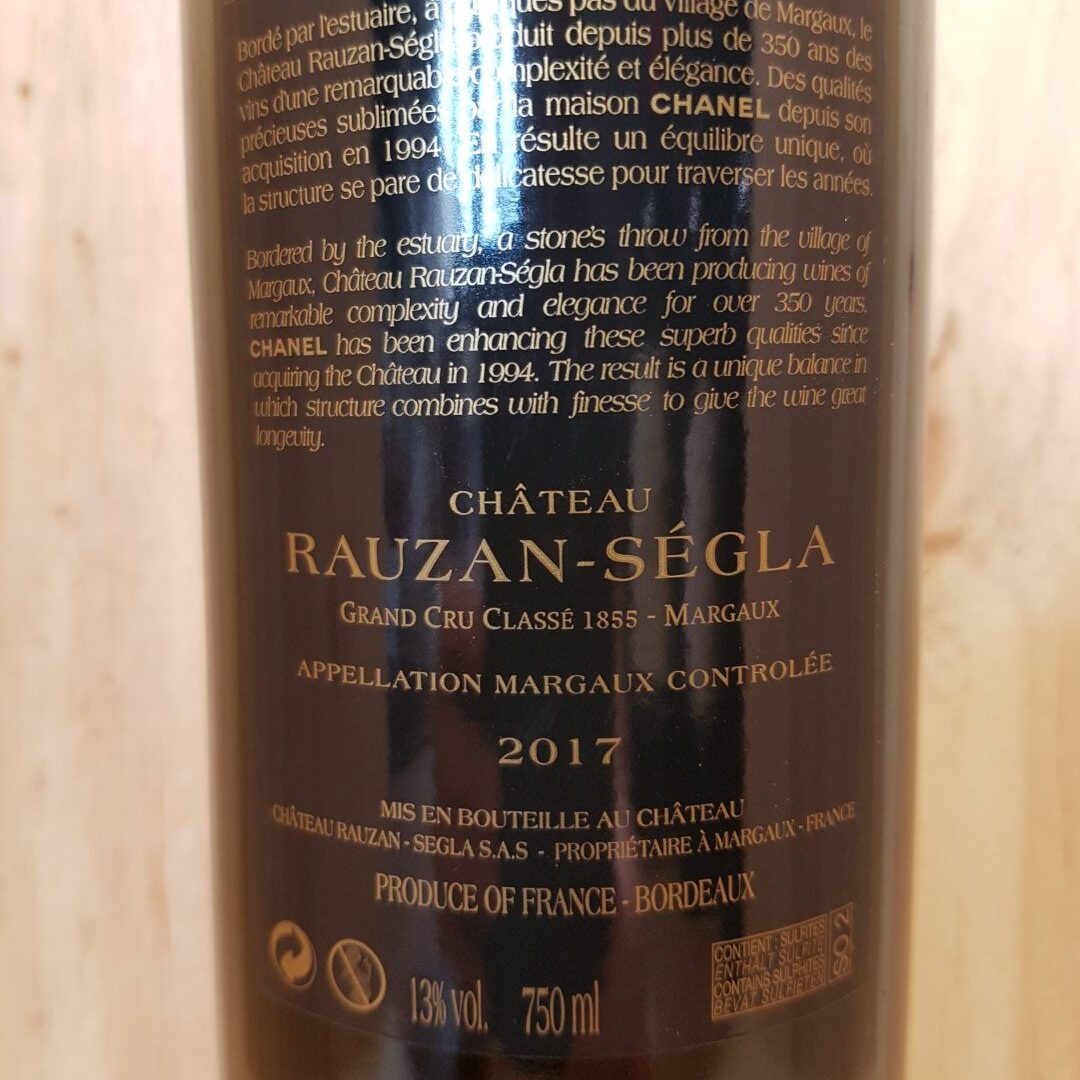 Bordé par l'estuaire, à pas du village de Margaux, le
Château Rauzan-Ségla produit depuis plus de 350 ans des
vins d'une remarquable complexité et élégance. Des qualités
précieuses sublimées par la maison CHANEL depuis son
acquisition en 1994. En résulte un équilibre unique, où
la structure se pare de délicatesse pour traverser les années.
Bordered by the estuary, a stone's throw from the village of
Margaux, Château Rauzan-Ségla has been producing wines of
remarkable complexity and elegance for over 350 years.
CHANEL has been enhancing these superb qualities since
acquiring the Château in 1994. The result is a unique balance in
which structure combines with finesse to give the wine great
longevity.
CHÂTEAU
RAUZAN-SÉGLA
GRAND CRU CLASSÉ 1855 - MARGAUX
APPELLATION MARGAUX CONTROLÉE
2017
MIS EN BOUTEILLE AU CHÂTEAU
CHÂTEAU RAUZAN - SEGLA S.A.S - PROPRIÉTAIRE À MARGAUX - FRANCE
PRODUCE OF FRANCE - BORDEAUX
13% vol. 750 ml
CONTIENT : SULFITES
ENTHALT SULFITE
CONTAINS SULPHITES
BEVAT SULFIETEN
SO2